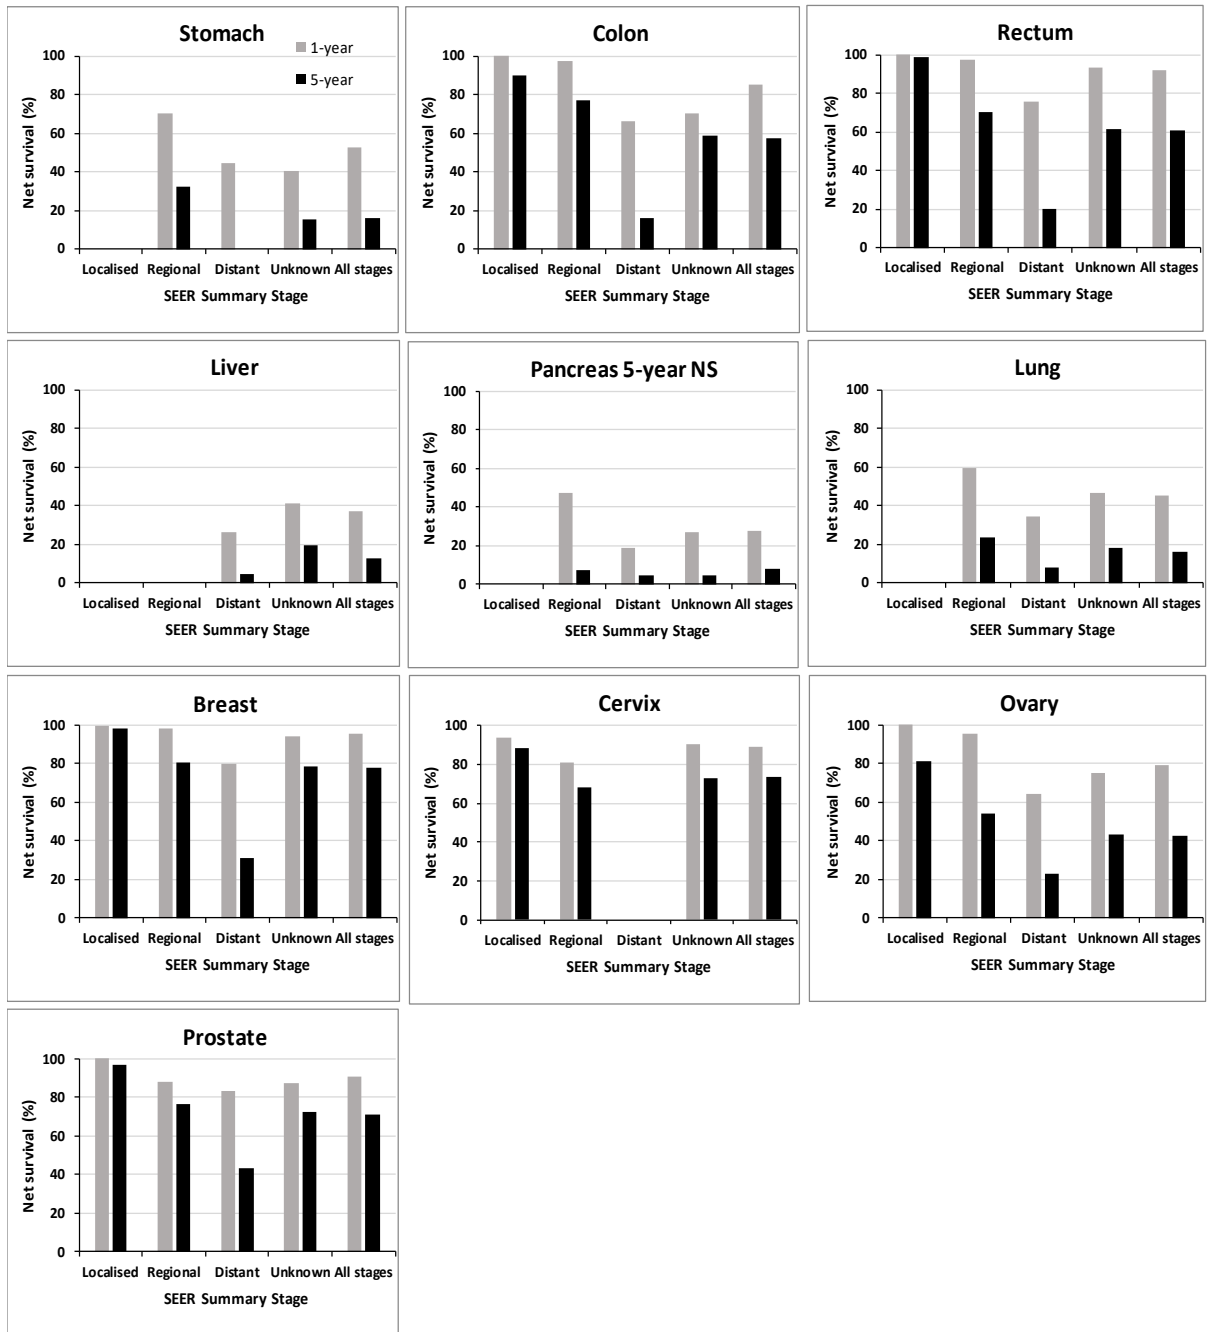 Stomach
1-year
5-year
100
80
60
40
20
0
Net survival (%)
Localised Regional Distant Unknown All stages
SEER Summary Stage
Colon
100
80
60
40
20
0
Net survival (%)
Localised Regional Distant Unknown All stages
SEER Summary Stage
Rectum
100
80
60
40
20
0
Net survival (%)
Localised Regional Distant Unknown All stages
SEER Summary Stage
Liver
100
80
60
40
20
0
Net survival (%)
Localised Regional Distant Unknown All stages
SEER Summary Stage
Pancreas 5-year NS
100
80
60
40
20
0
Net survival (%)
Localised Regional Distant Unknown All stages
SEER Summary Stage
Lung
100
80
60
40
20
0
Net survival (%)
Localised Regional Distant Unknown All stages
SEER Summary Stage
Breast
100
80
60
40
20
0
Net survival (%)
Localised Regional Distant Unknown All stages
SEER Summary Stage
Cervix
100
80
60
40
20
0
Net survival (%)
Localised Regional Distant Unknown All stages
SEER Summary Stage
Ovary
100
80
60
40
20
0
Net survival (%)
Localised Regional Distant Unknown All stages
SEER Summary Stage
Prostate
100
80
60
40
20
0
Net survival (%)
Localised Regional Distant Unknown All stages
SEER Summary Stage